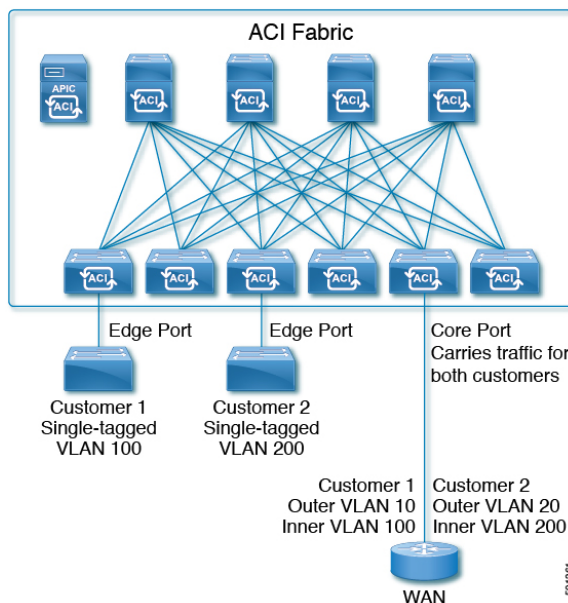 ACI Fabric
APIC
ACI
ACI
ACI
ACI
ACI
ACI
ACI
ACI
ACI
ACI
ACI
Edge Port
Edge Port
Core Port
Carries traffic for
both customers
Customer 1
Single-tagged
VLAN 100
Customer 2
Single-tagged
VLAN 200
Customer 1
Outer VLAN 10
Inner VLAN 100
Customer 2
Outer VLAN 20
Inner VLAN 200
WAN